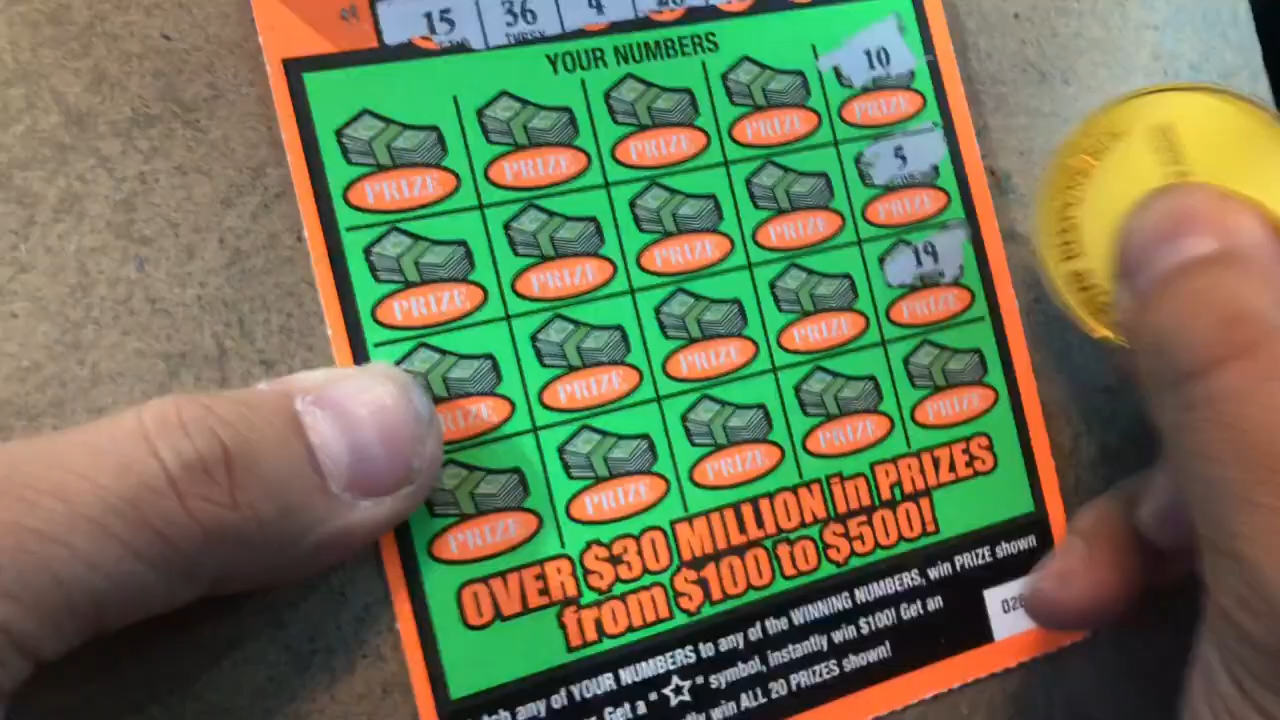 15 36 4
YOUR NUMBERS
10
PRIZE PRIZE PRIZE PRIZE PRIZE
5
PRIZE PRIZE PRIZE PRIZE PRIZE
19
PRIZE PRIZE PRIZE PRIZE PRIZE
PRIZE PRIZE PRIZE PRIZE PRIZE
OVER $30 MILLION in PRIZES
from $100 to $500!
any of YOUR NUMBERS to any of the WINNING NUMBERS, win PRIZE shown
Get a "☆" symbol, instantly win $100! Get an
win ALL 20 PRIZES shown!